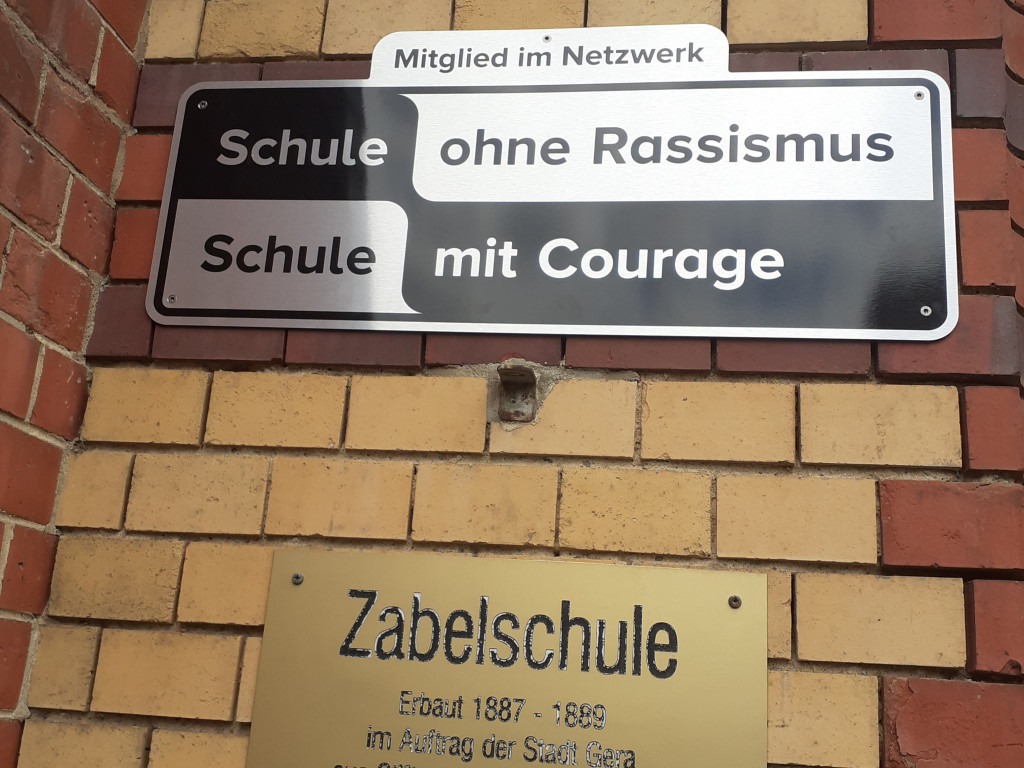 Mitglied im Netzwerk
Schule ohne Rassismus
Schule mit Courage
Zabelschule
Erbaut 1887 - 1889
im Auftrag der Stadt Gera